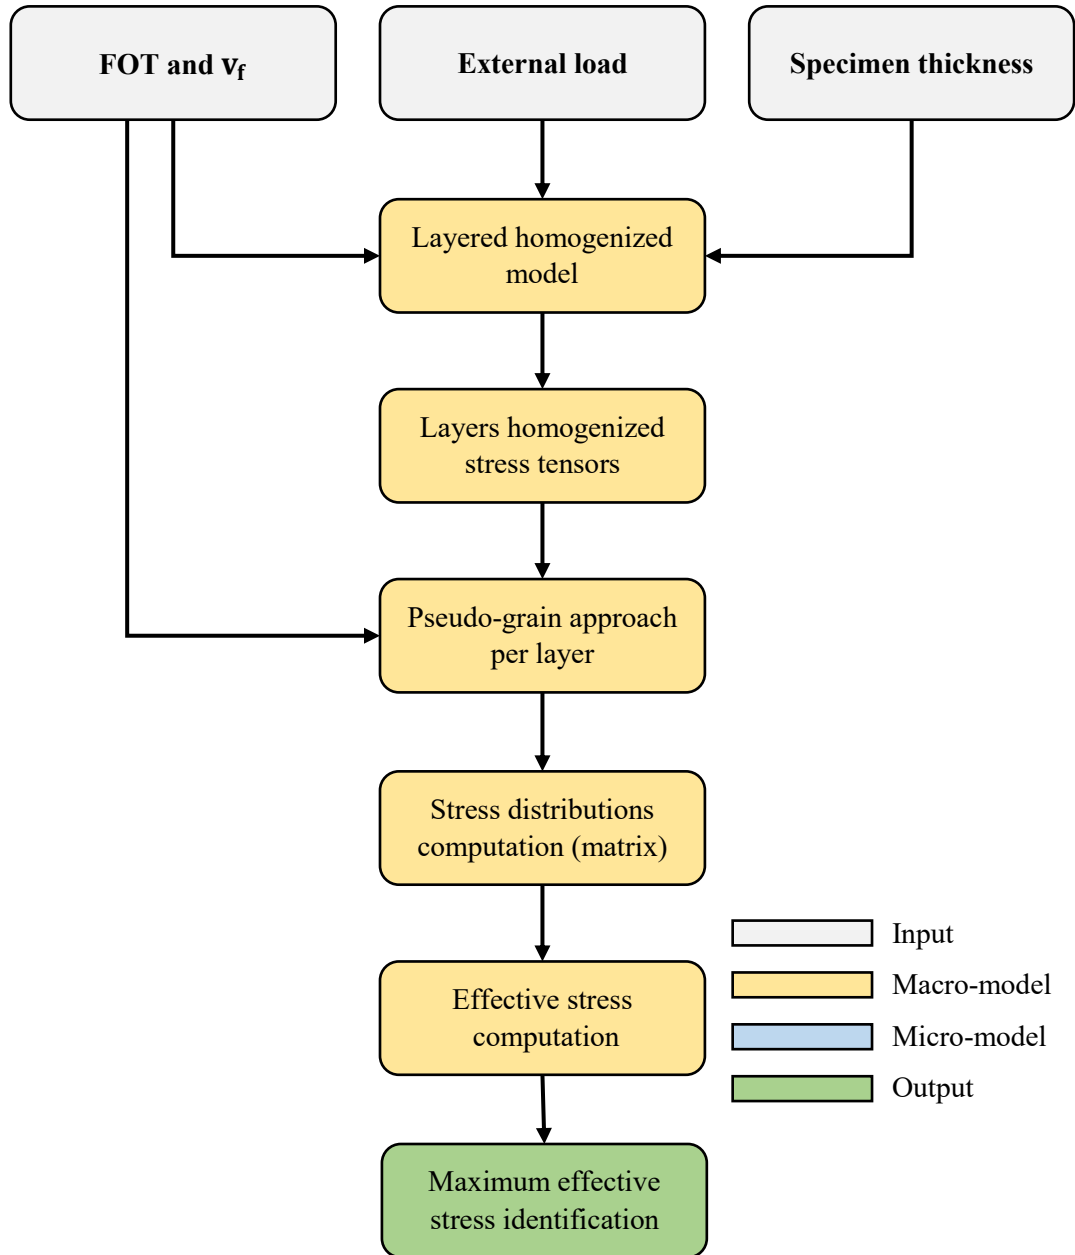 FOT and v_f
External load
Specimen thickness
Layered homogenized
model
Layers homogenized
stress tensors
Pseudo-grain approach
per layer
Stress distributions
computation (matrix)
Effective stress
computation
Maximum effective
stress identification
Input
Macro-model
Micro-model
Output